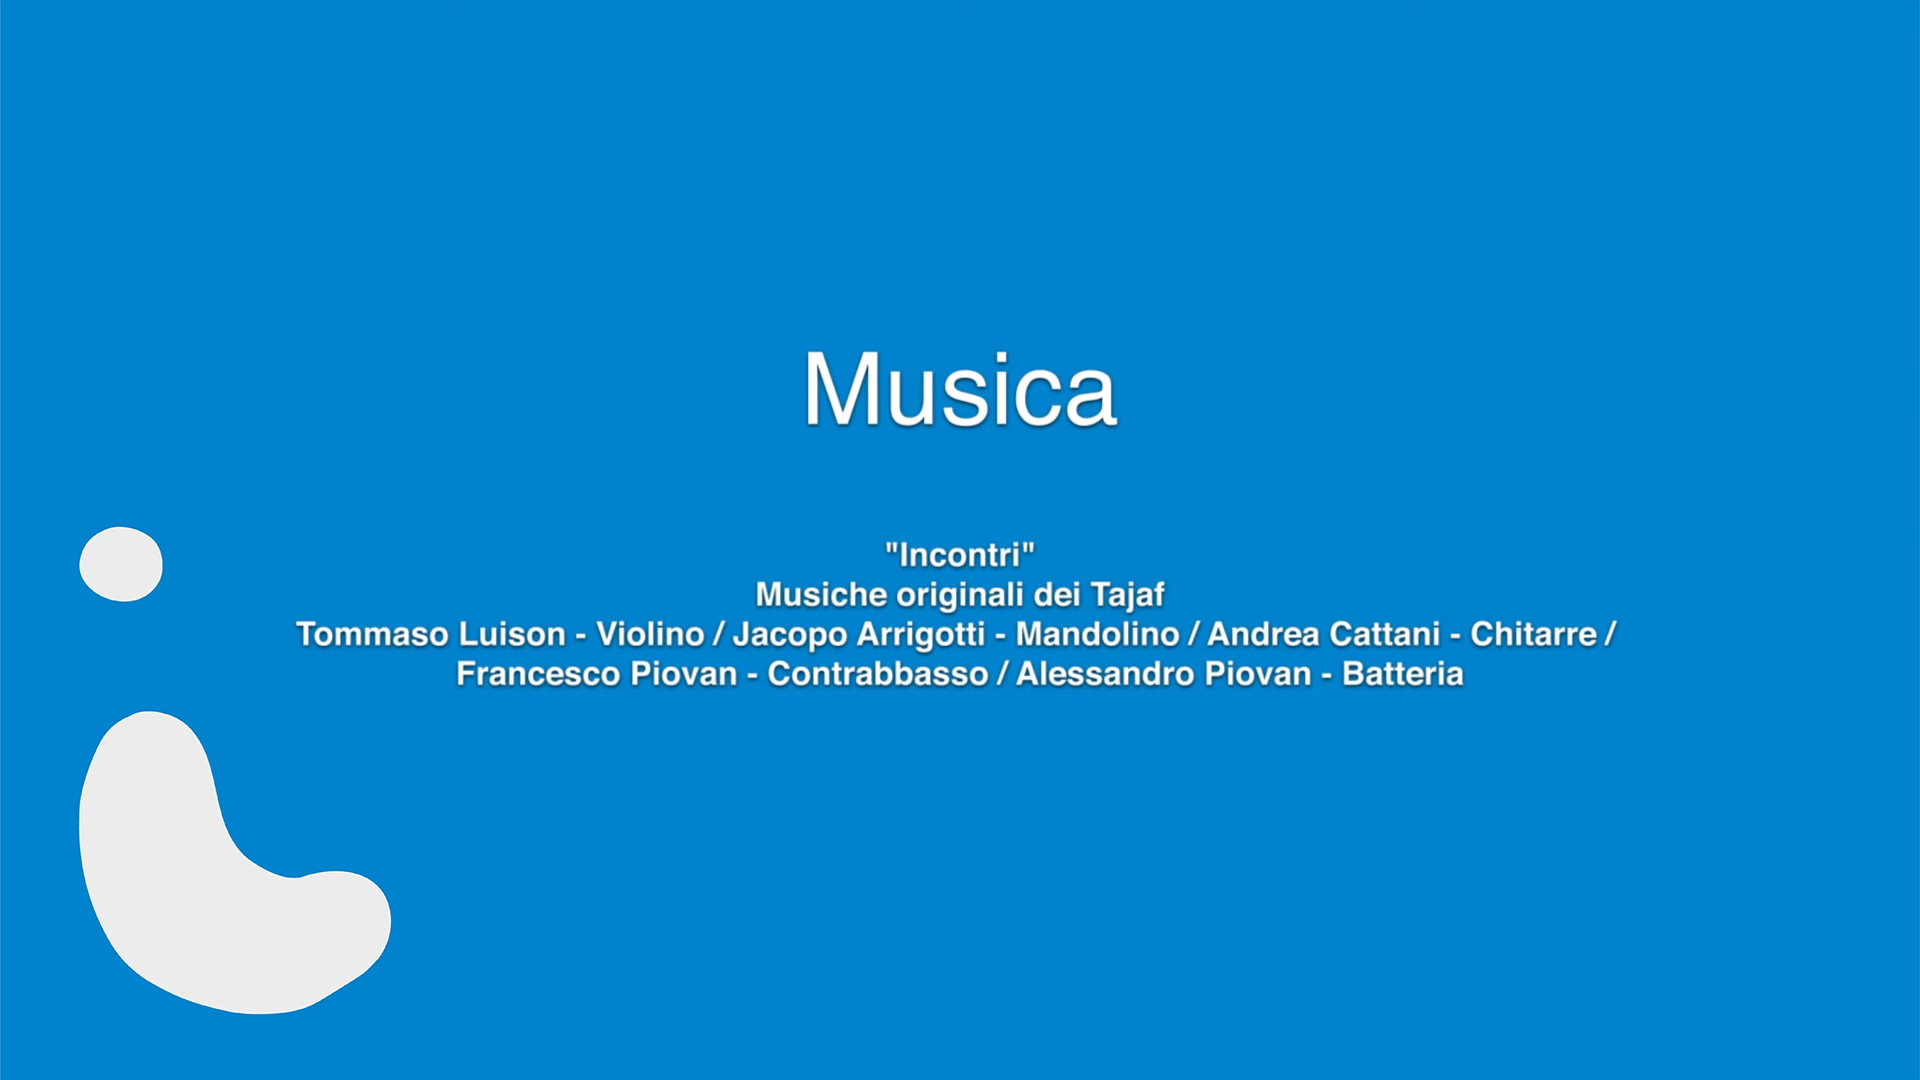 Musica
"Incontri"
Musiche originali dei Tajaf
Tommaso Luison - Violino / Jacopo Arrigotti - Mandolino / Andrea Cattani - Chitarre /
Francesco Piovan - Contrabbasso / Alessandro Piovan - Batteria